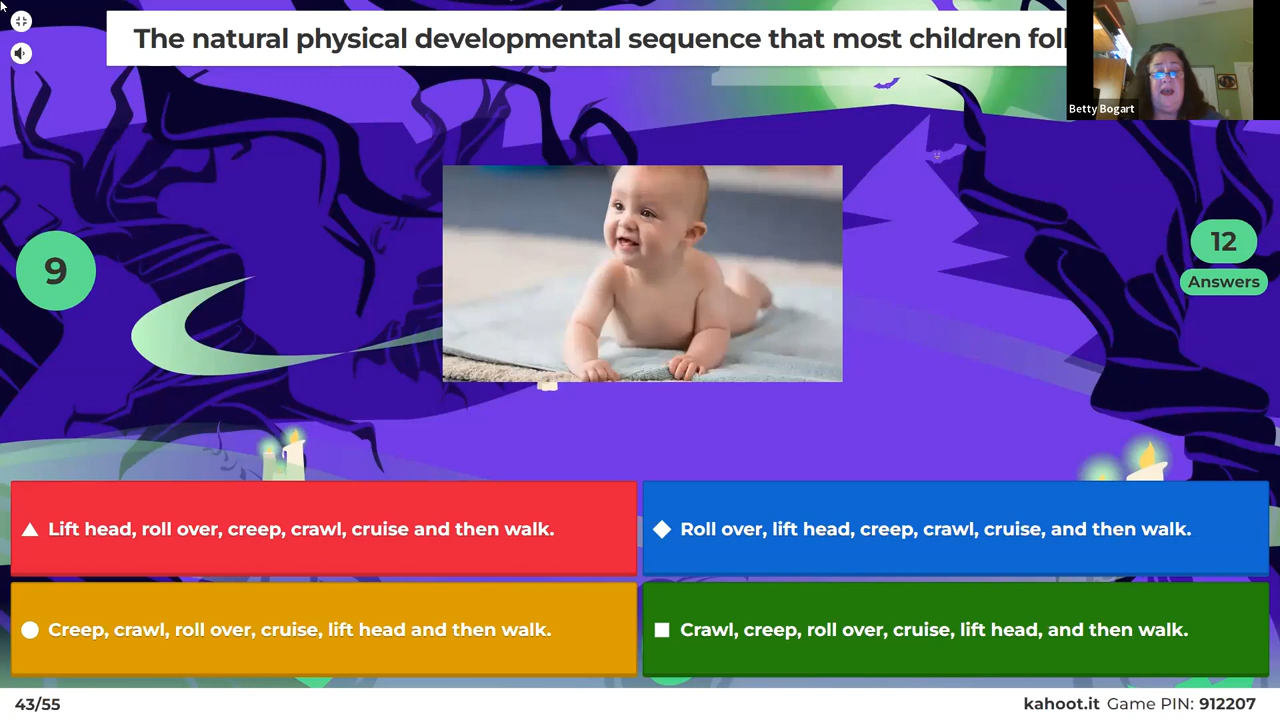 The natural physical developmental sequence that most children
Betty Bogart
9
12
Answers
Lift head, roll over, creep, crawl, cruise and then walk.
Roll over, lift head, creep, crawl, cruise, and then walk.
Creep, crawl, roll over, cruise, lift head and then walk.
Crawl, creep, roll over, cruise, lift head, and then walk.
43/55
kahoot.it Game PIN: 912207